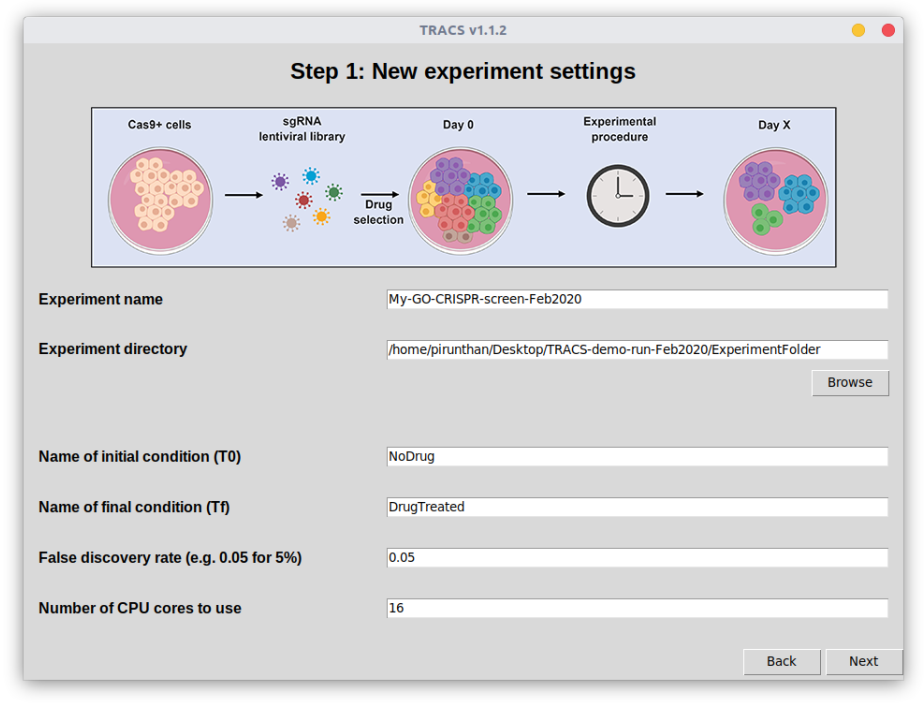 TRACS v1.1.2
Step 1: New experiment settings
Cas9+ cells
sgRNA
lentiviral library
Drug
selection
Day 0
Experimental
procedure
Day X
Experiment name
My-GO-CRISPR-screen-Feb2020
Experiment directory
/home/pirunthan/Desktop/TRACS-demo-run-Feb2020/ExperimentFolder
Browse
Name of initial condition (T0)
NoDrug
Name of final condition (Tf)
DrugTreated
False discovery rate (e.g. 0.05 for 5%)
0.05
Number of CPU cores to use
16
Back
Next